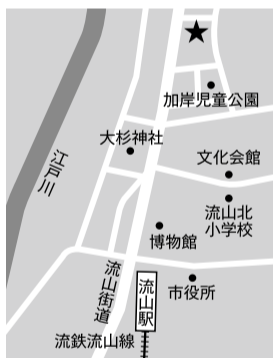 ★
加岸児童公園
大杉神社
文化会館
江戸川
流山北
小学校
博物館
流山街道
流山駅
市役所
流鉄流山線